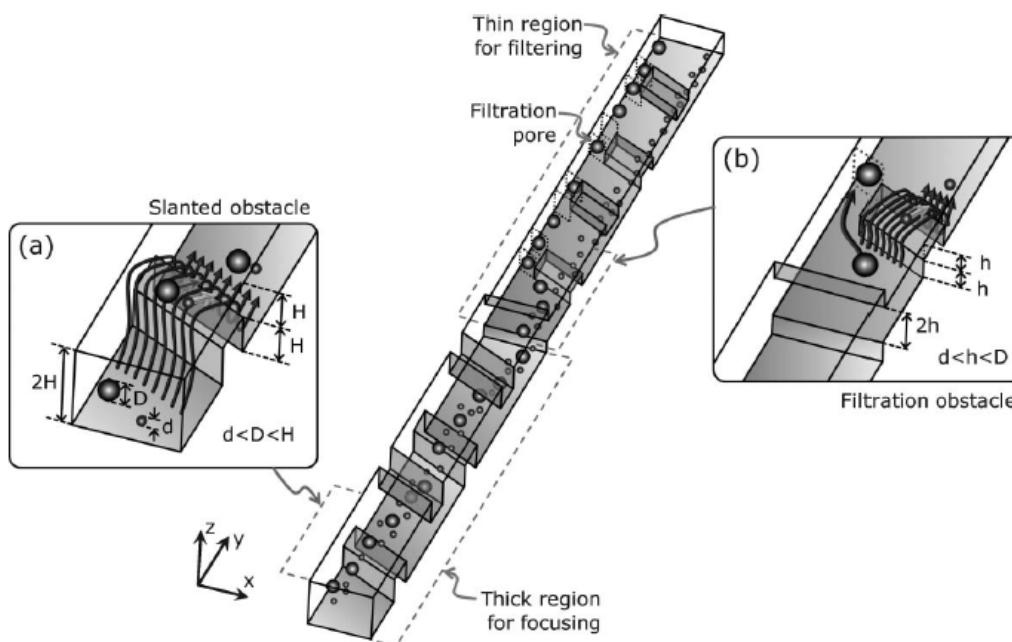 Thin region
for filtering
Filtration
pore
Slanted obstacle
(a)
H
H
2H
D
d
d<D<H
(b)
h
h
2h
d<h<D
Filtration obstacle
z
y
x
Thick region
for focusing